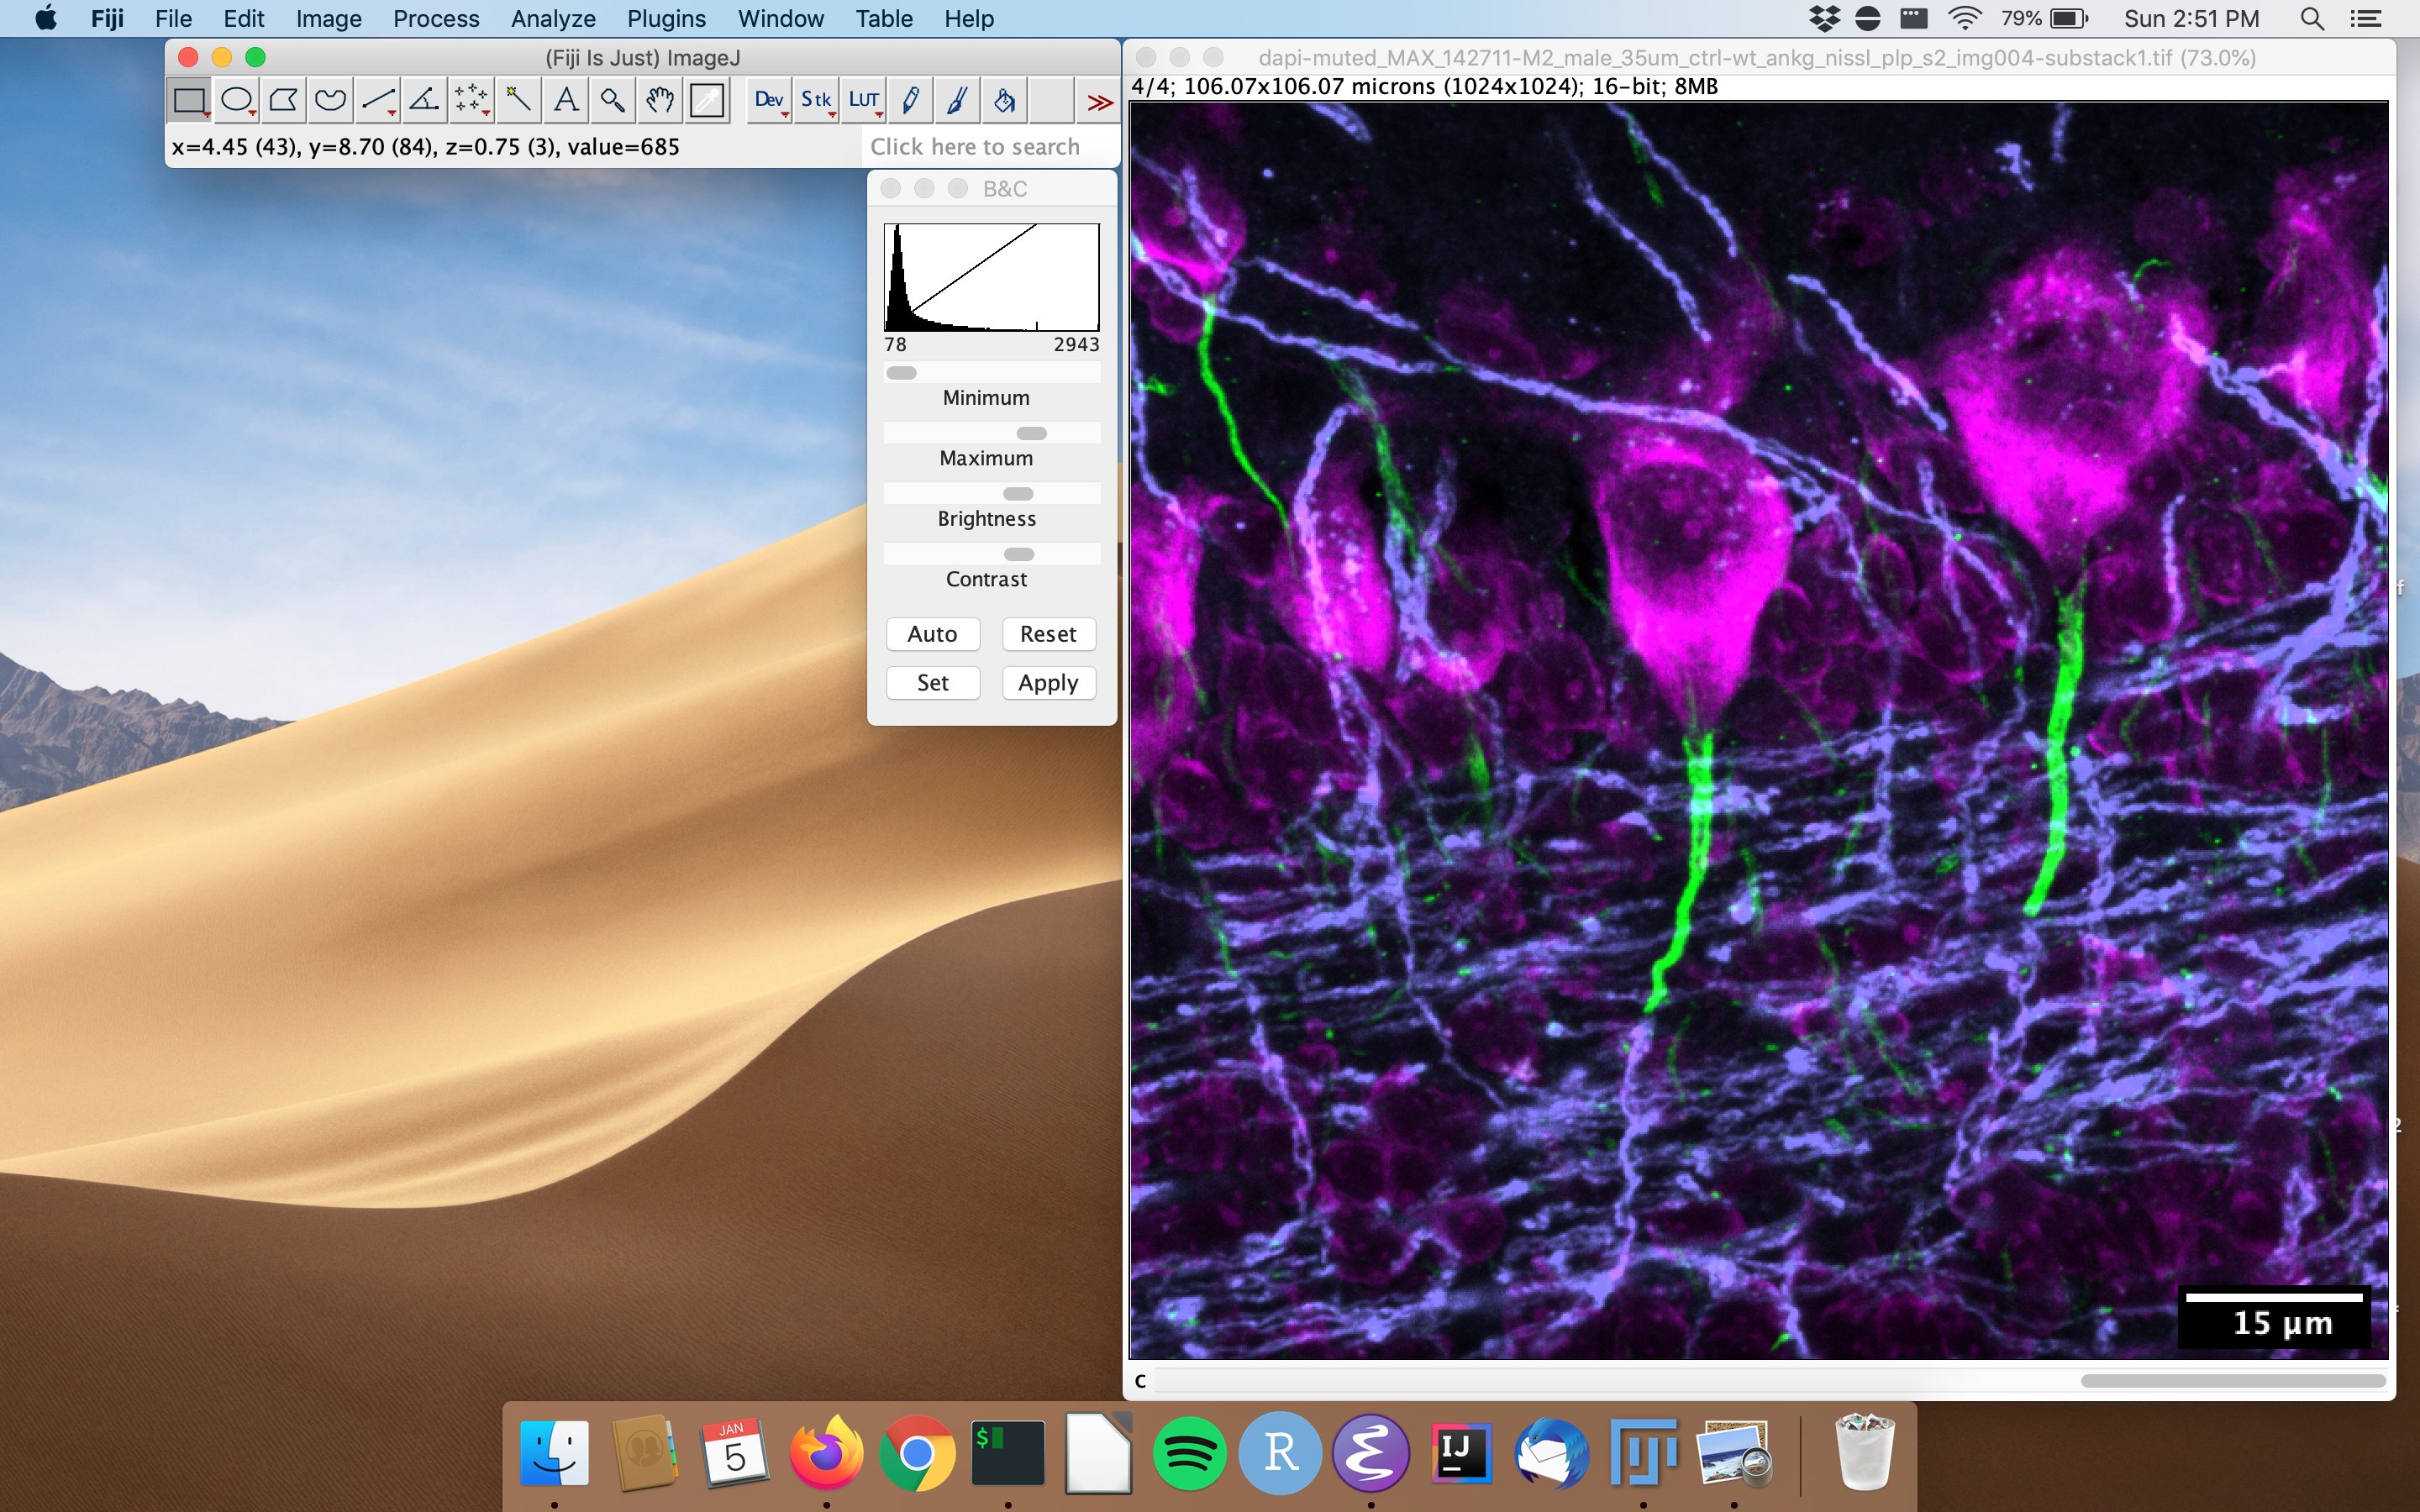 Fiji File Edit Image Process Analyze Plugins Window Table Help 79% Sun 2:51 PM
(Fiji Is Just) ImageJ
Dev Stk LUT
x=4.45 (43), y=8.70 (84), z=0.75 (3), value=685
Click here to search
B&C
78 2943
Minimum
Maximum
Brightness
Contrast
Auto Reset
Set Apply
dapi-muted_MAX_142711-M2_male_35um_ctrl-wt_ankg_nissl_plp_s2_img004-substack1.tif (73.0%)
4/4; 106.07x106.07 microns (1024x1024); 16-bit; 8MB
15 µm
C
f
2
JAN
5
$
R
IJ